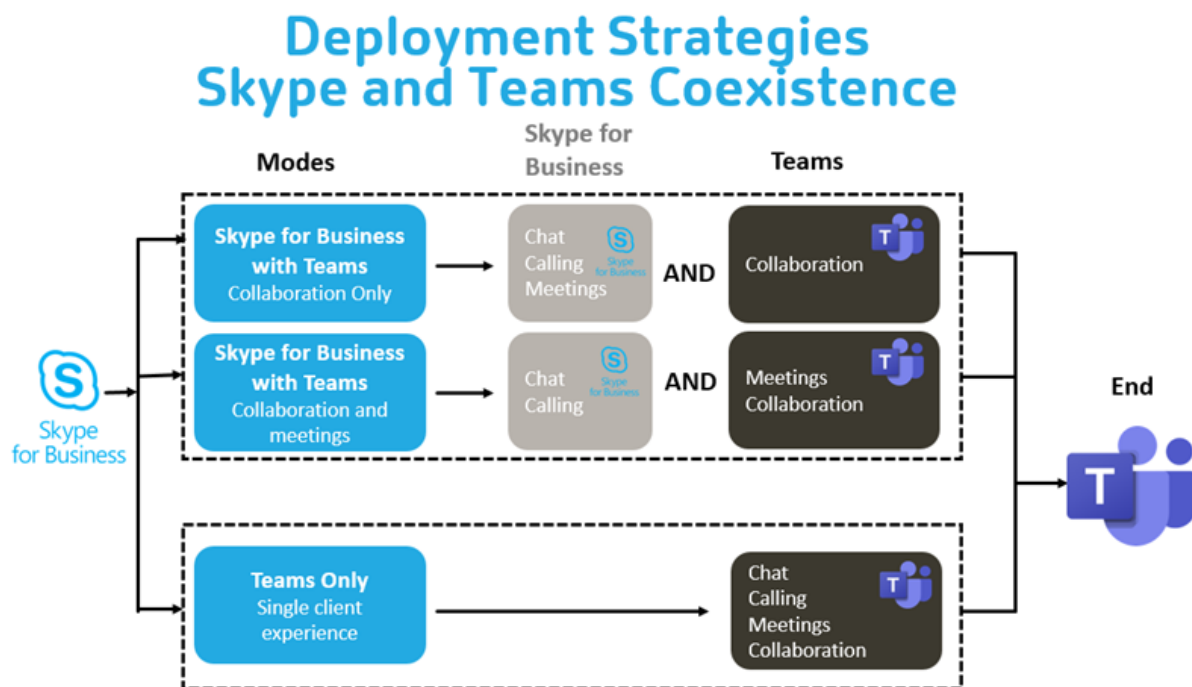 Deployment Strategies
Skype and Teams Coexistence
Modes
Skype for
Business
Teams
Skype for Business
with Teams
Collaboration Only
Chat
Calling
Meetings
S
Skype
for Business
AND
Collaboration
T
Skype for Business
with Teams
Collaboration and
meetings
Chat
Calling
S
Skype
for Business
AND
Meetings
Collaboration
T
S
Skype
for Business
End
T
Teams Only
Single client
experience
Chat
Calling
Meetings
Collaboration
T